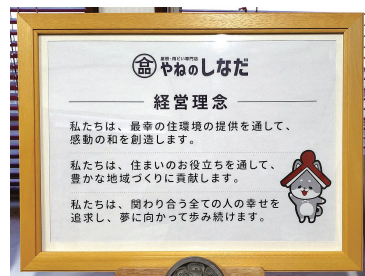 屋根・雨どい専門店
やねのしなだ
経営理念
私たちは、最幸の住環境の提供を通して、
感動の和を創造します。
私たちは、住まいのお役立ちを通して、
豊かな地域づくりに貢献します。
私たちは、関わり合う全ての人の幸せを
追求し、夢に向かって歩み続けます。